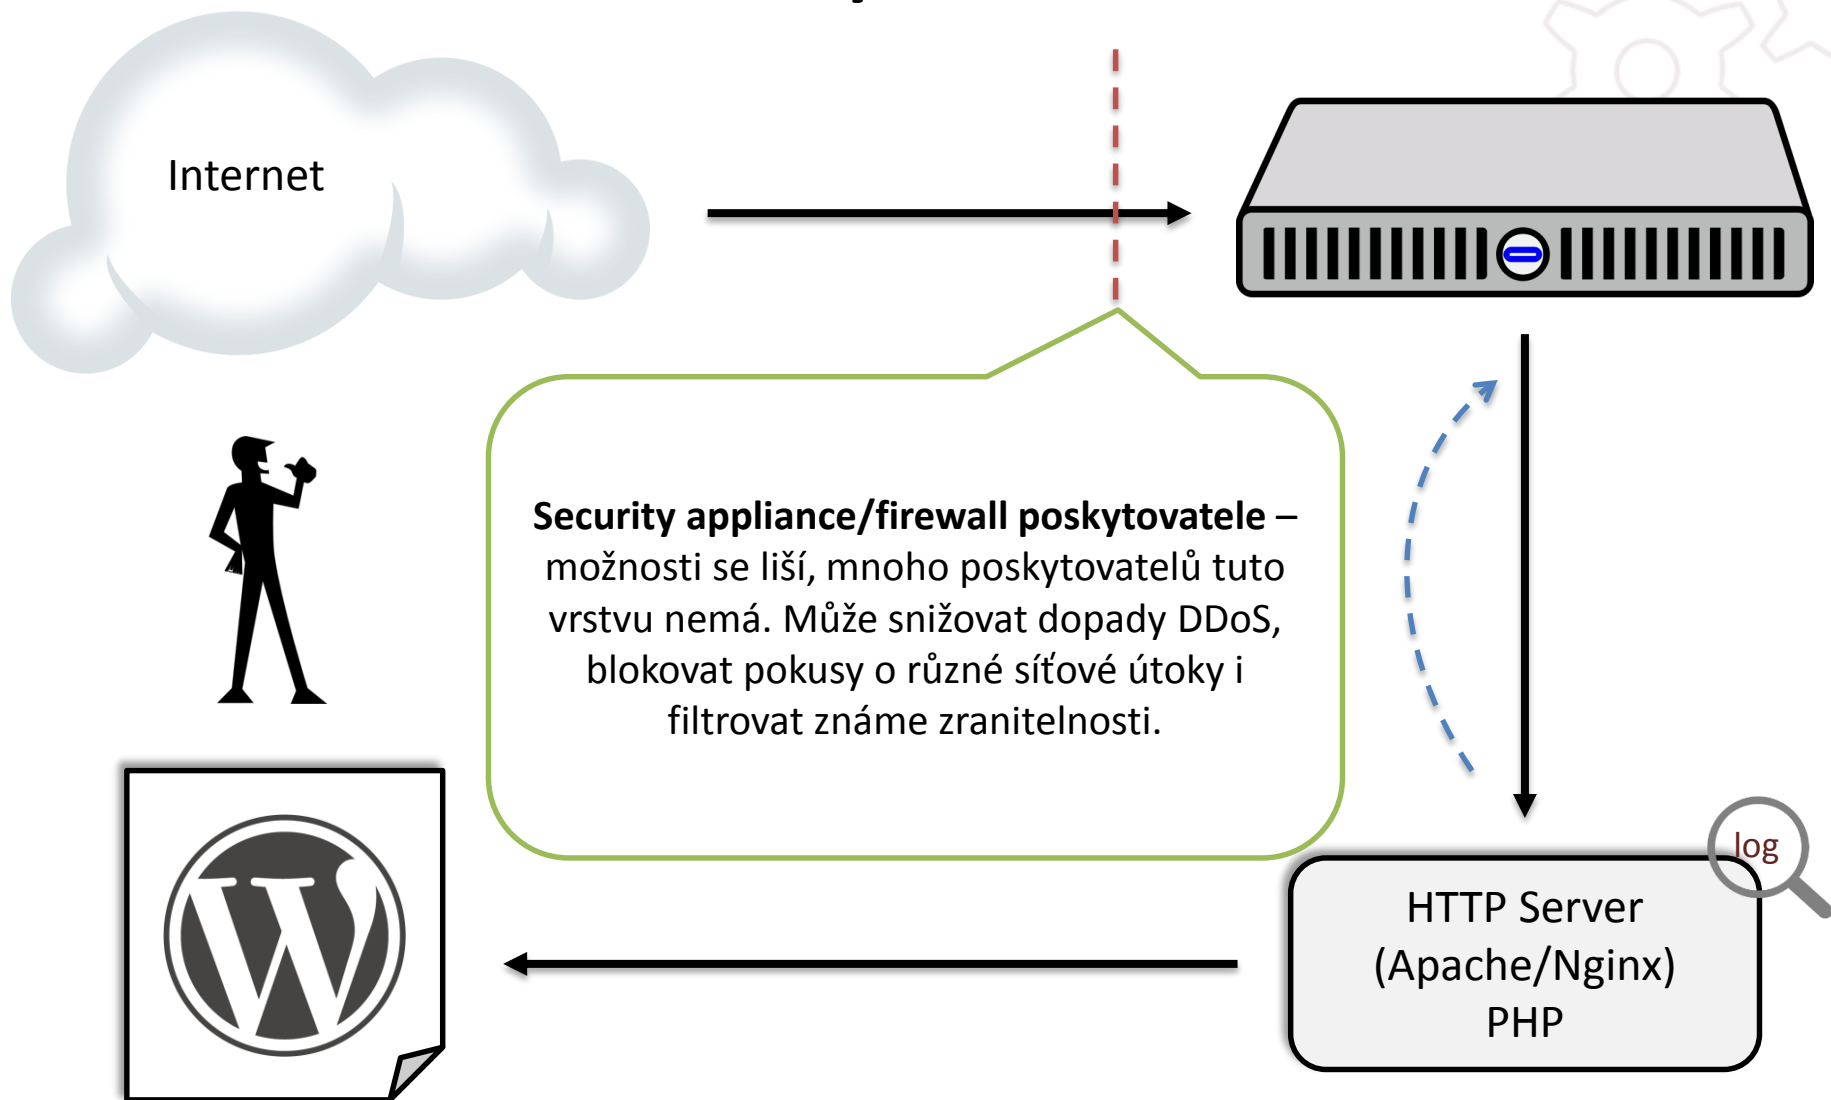 Internet
Security appliance/firewall poskytovatele –
možnosti se liší, mnoho poskytovatelů tuto
vrstvu nemá. Může snižovat dopady DDoS,
blokovat pokusy o různé síťové útoky i
filtrovat známe zranitelnosti.
log
HTTP Server
(Apache/Nginx)
PHP